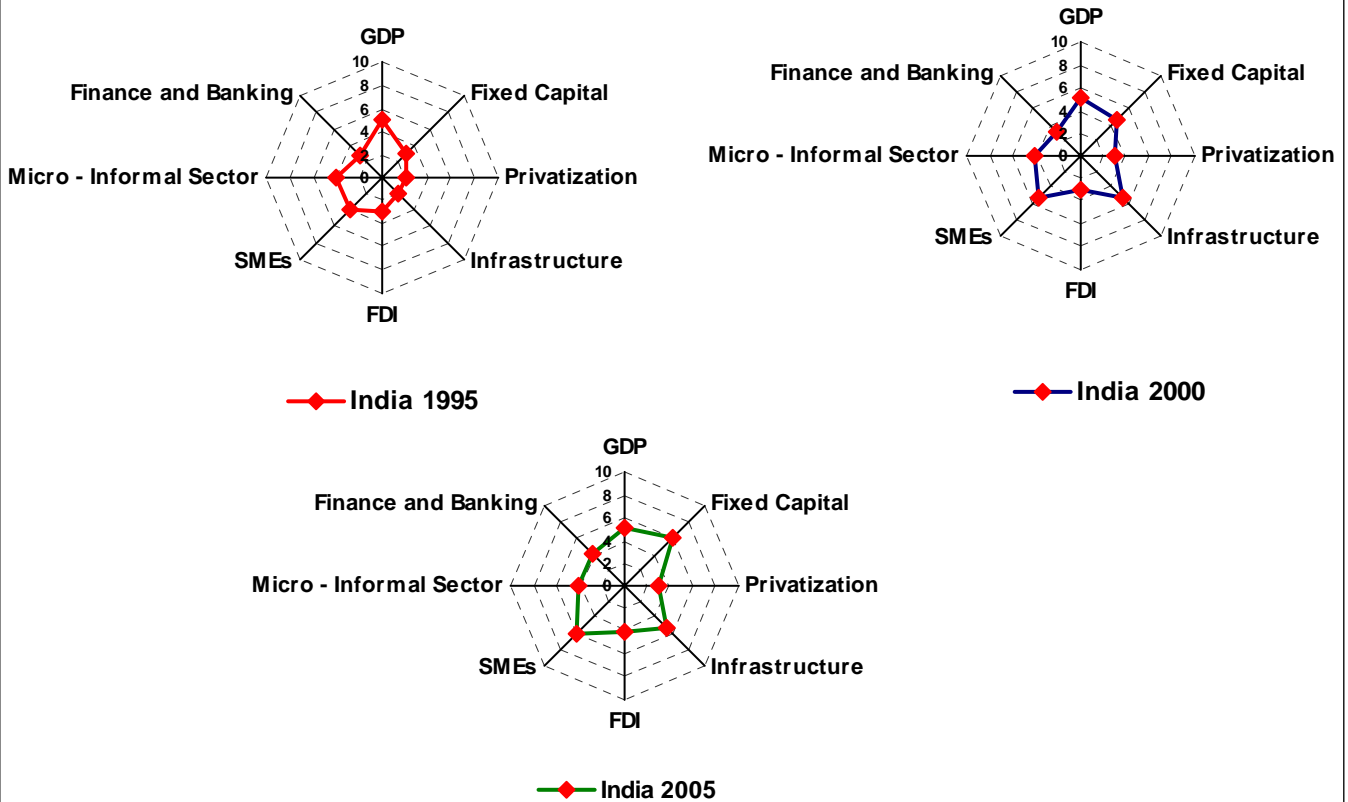 GDP
10
8
6
4
2
0
Fixed Capital
Privatization
Infrastructure
FDI
SMEs
Micro - Informal Sector
Finance and Banking
India 1995
GDP
10
8
6
4
2
0
Fixed Capital
Privatization
Infrastructure
FDI
SMEs
Micro - Informal Sector
Finance and Banking
India 2000
GDP
10
8
6
4
2
0
Fixed Capital
Privatization
Infrastructure
FDI
SMEs
Micro - Informal Sector
Finance and Banking
India 2005